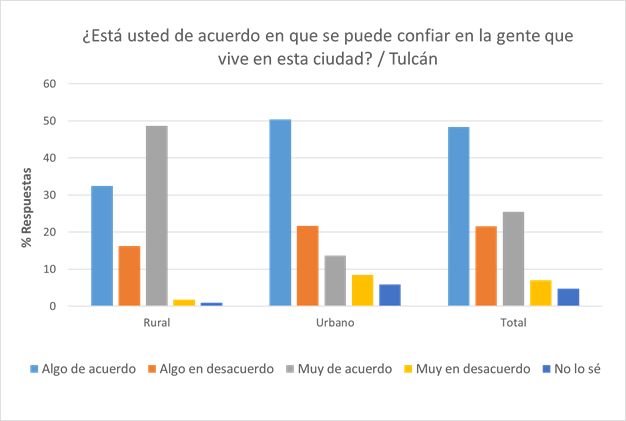 ¿Está usted de acuerdo en que se puede confiar en la gente que
vive en esta ciudad? / Tulcán
60
50
40
30
20
10
0
% Respuestas
Rural Urbano Total
Algo de acuerdo Algo en desacuerdo Muy de acuerdo Muy en desacuerdo No lo sé